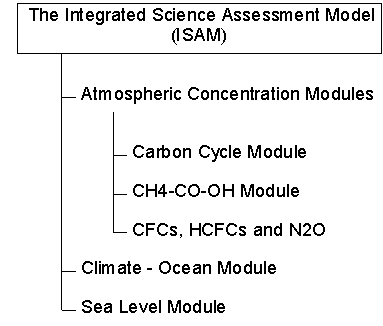 The Integrated Science Assessment Model
(ISAM)
Atmospheric Concentration Modules
Carbon Cycle Module
CH4-CO-OH Module
CFCs, HCFCs and N2O
Climate - Ocean Module
Sea Level Module